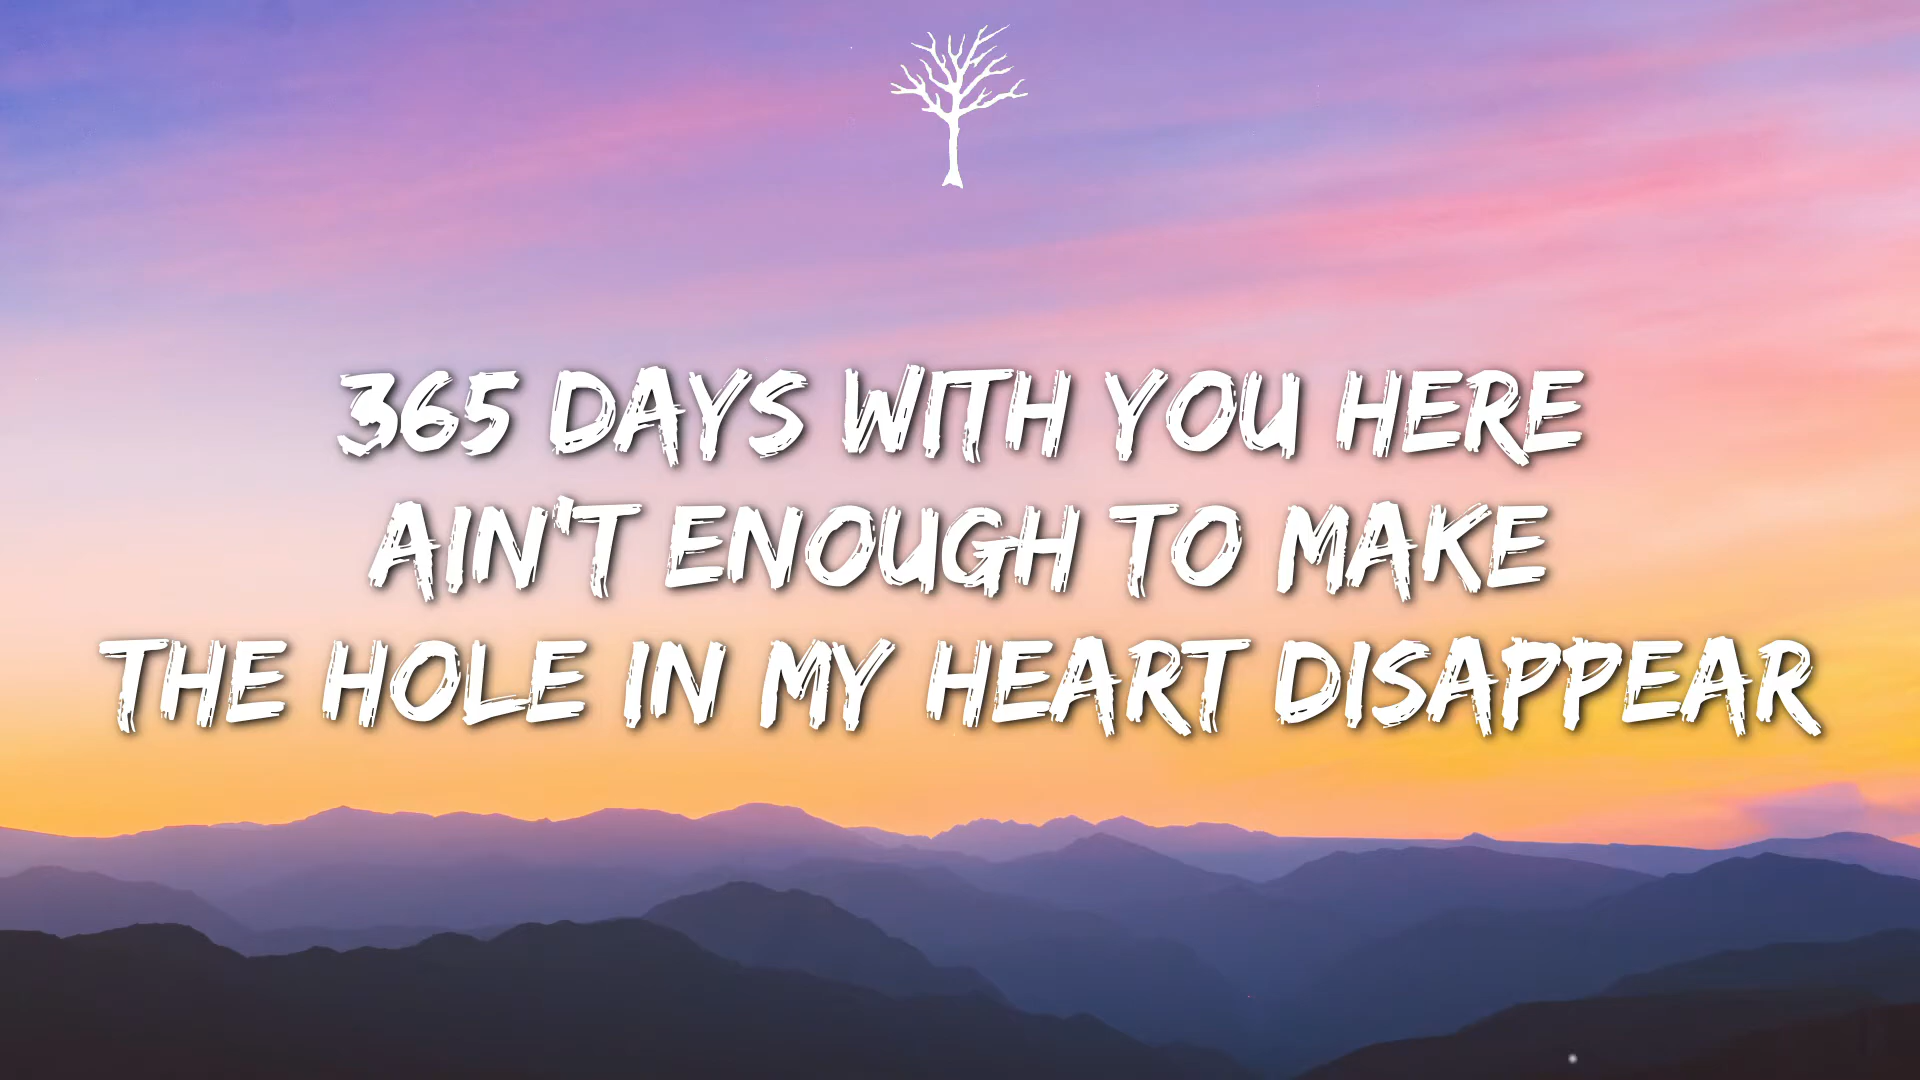 365 DAYS WITH YOU HERE
AIN'T ENOUGH TO MAKE
THE HOLE IN MY HEART DISAPPEAR